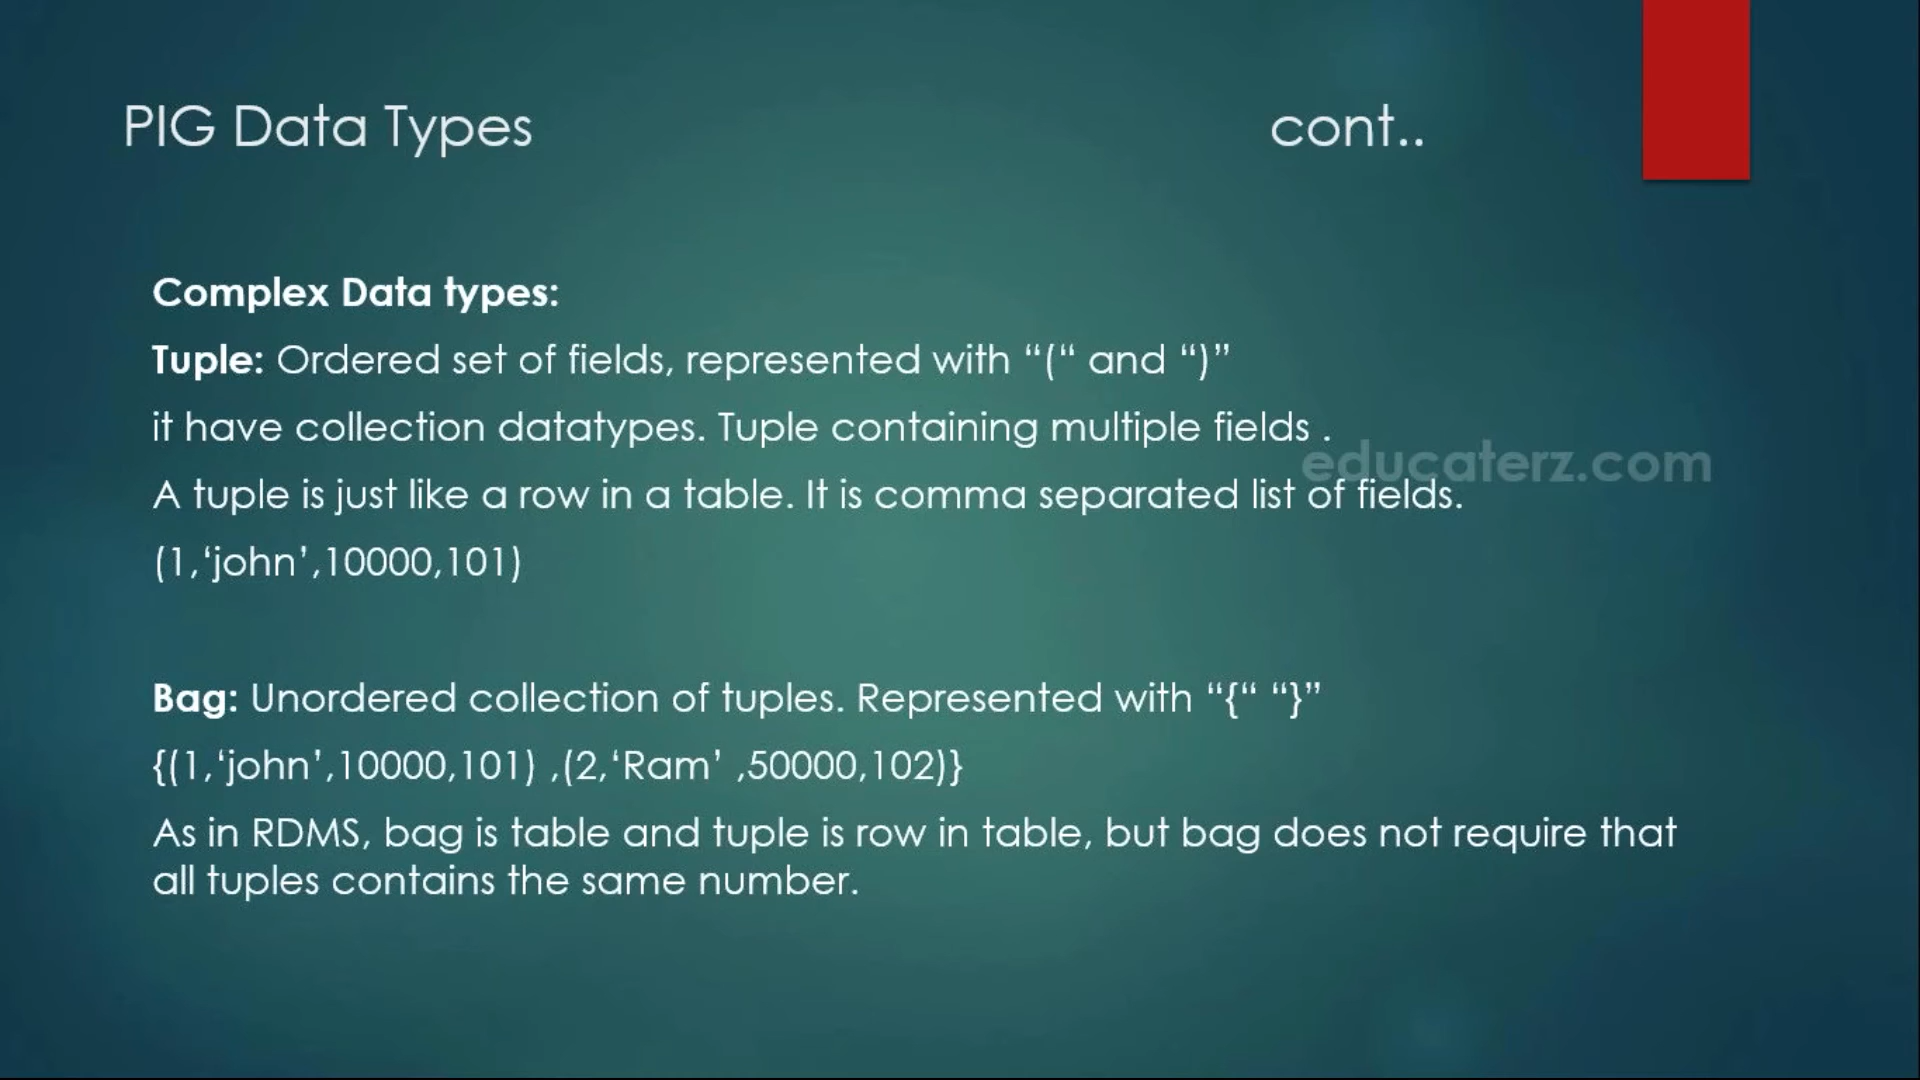 PIG Data Types cont..
Complex Data types:
Tuple: Ordered set of fields, represented with “(“ and “)”
it have collection datatypes. Tuple containing multiple fields .
educaterz.com
A tuple is just like a row in a table. It is comma separated list of fields.
(1,‘john’,10000,101)
Bag: Unordered collection of tuples. Represented with “{“ “}”
{(1,‘john’,10000,101) ,(2,‘Ram’ ,50000,102)}
As in RDMS, bag is table and tuple is row in table, but bag does not require that
all tuples contains the same number.